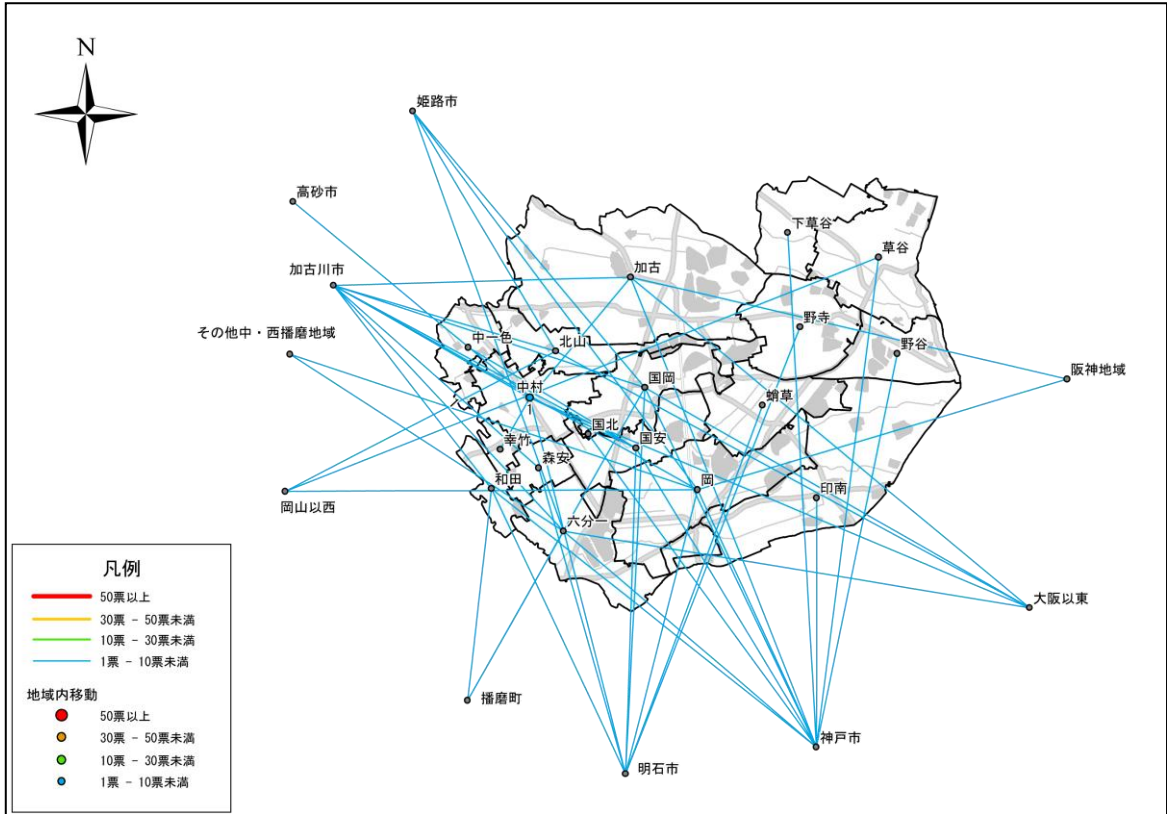 N
姫路市
高砂市
下草谷
草谷
加古川市
加古
野寺
その他中・西播磨地域
中一色
北山
野谷
阪神地域
国岡
中村
1
蛸草
国北
幸竹
国安
森安
和田
岡
印南
岡山以西
六分一
大阪以東
播磨町
神戸市
明石市
凡例
50票以上
30票 - 50票未満
10票 - 30票未満
1票 - 10票未満
地域内移動
50票以上
30票 - 50票未満
10票 - 30票未満
1票 - 10票未満